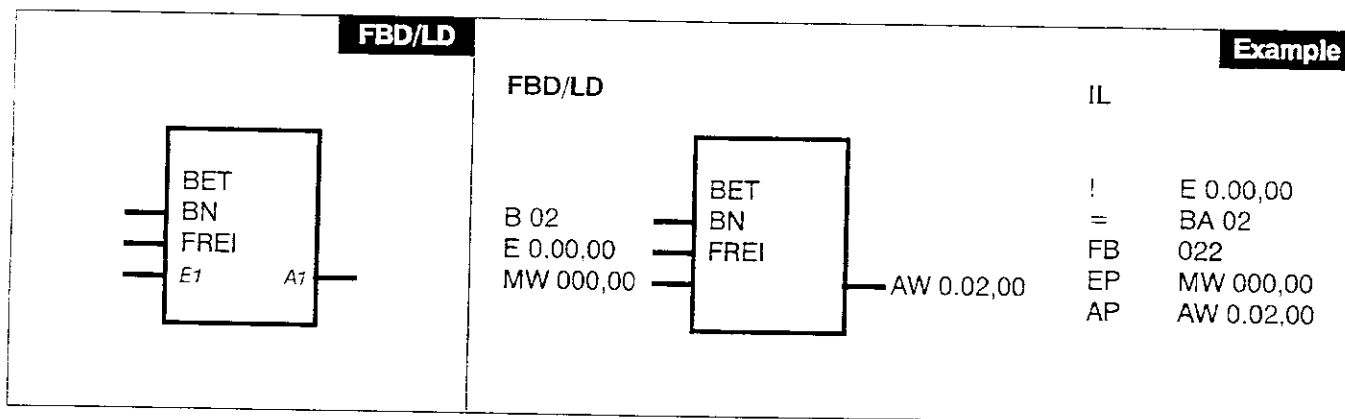 FBD/LD
BET
BN
FREI
E1 A1
Example
FBD/LD
BET
B 02 BN
E 0.00,00 FREI
MW 000,00 AW 0.02,00
IL
! E 0.00,00
= BA 02
FB 022
EP MW 000,00
AP AW 0.02,00